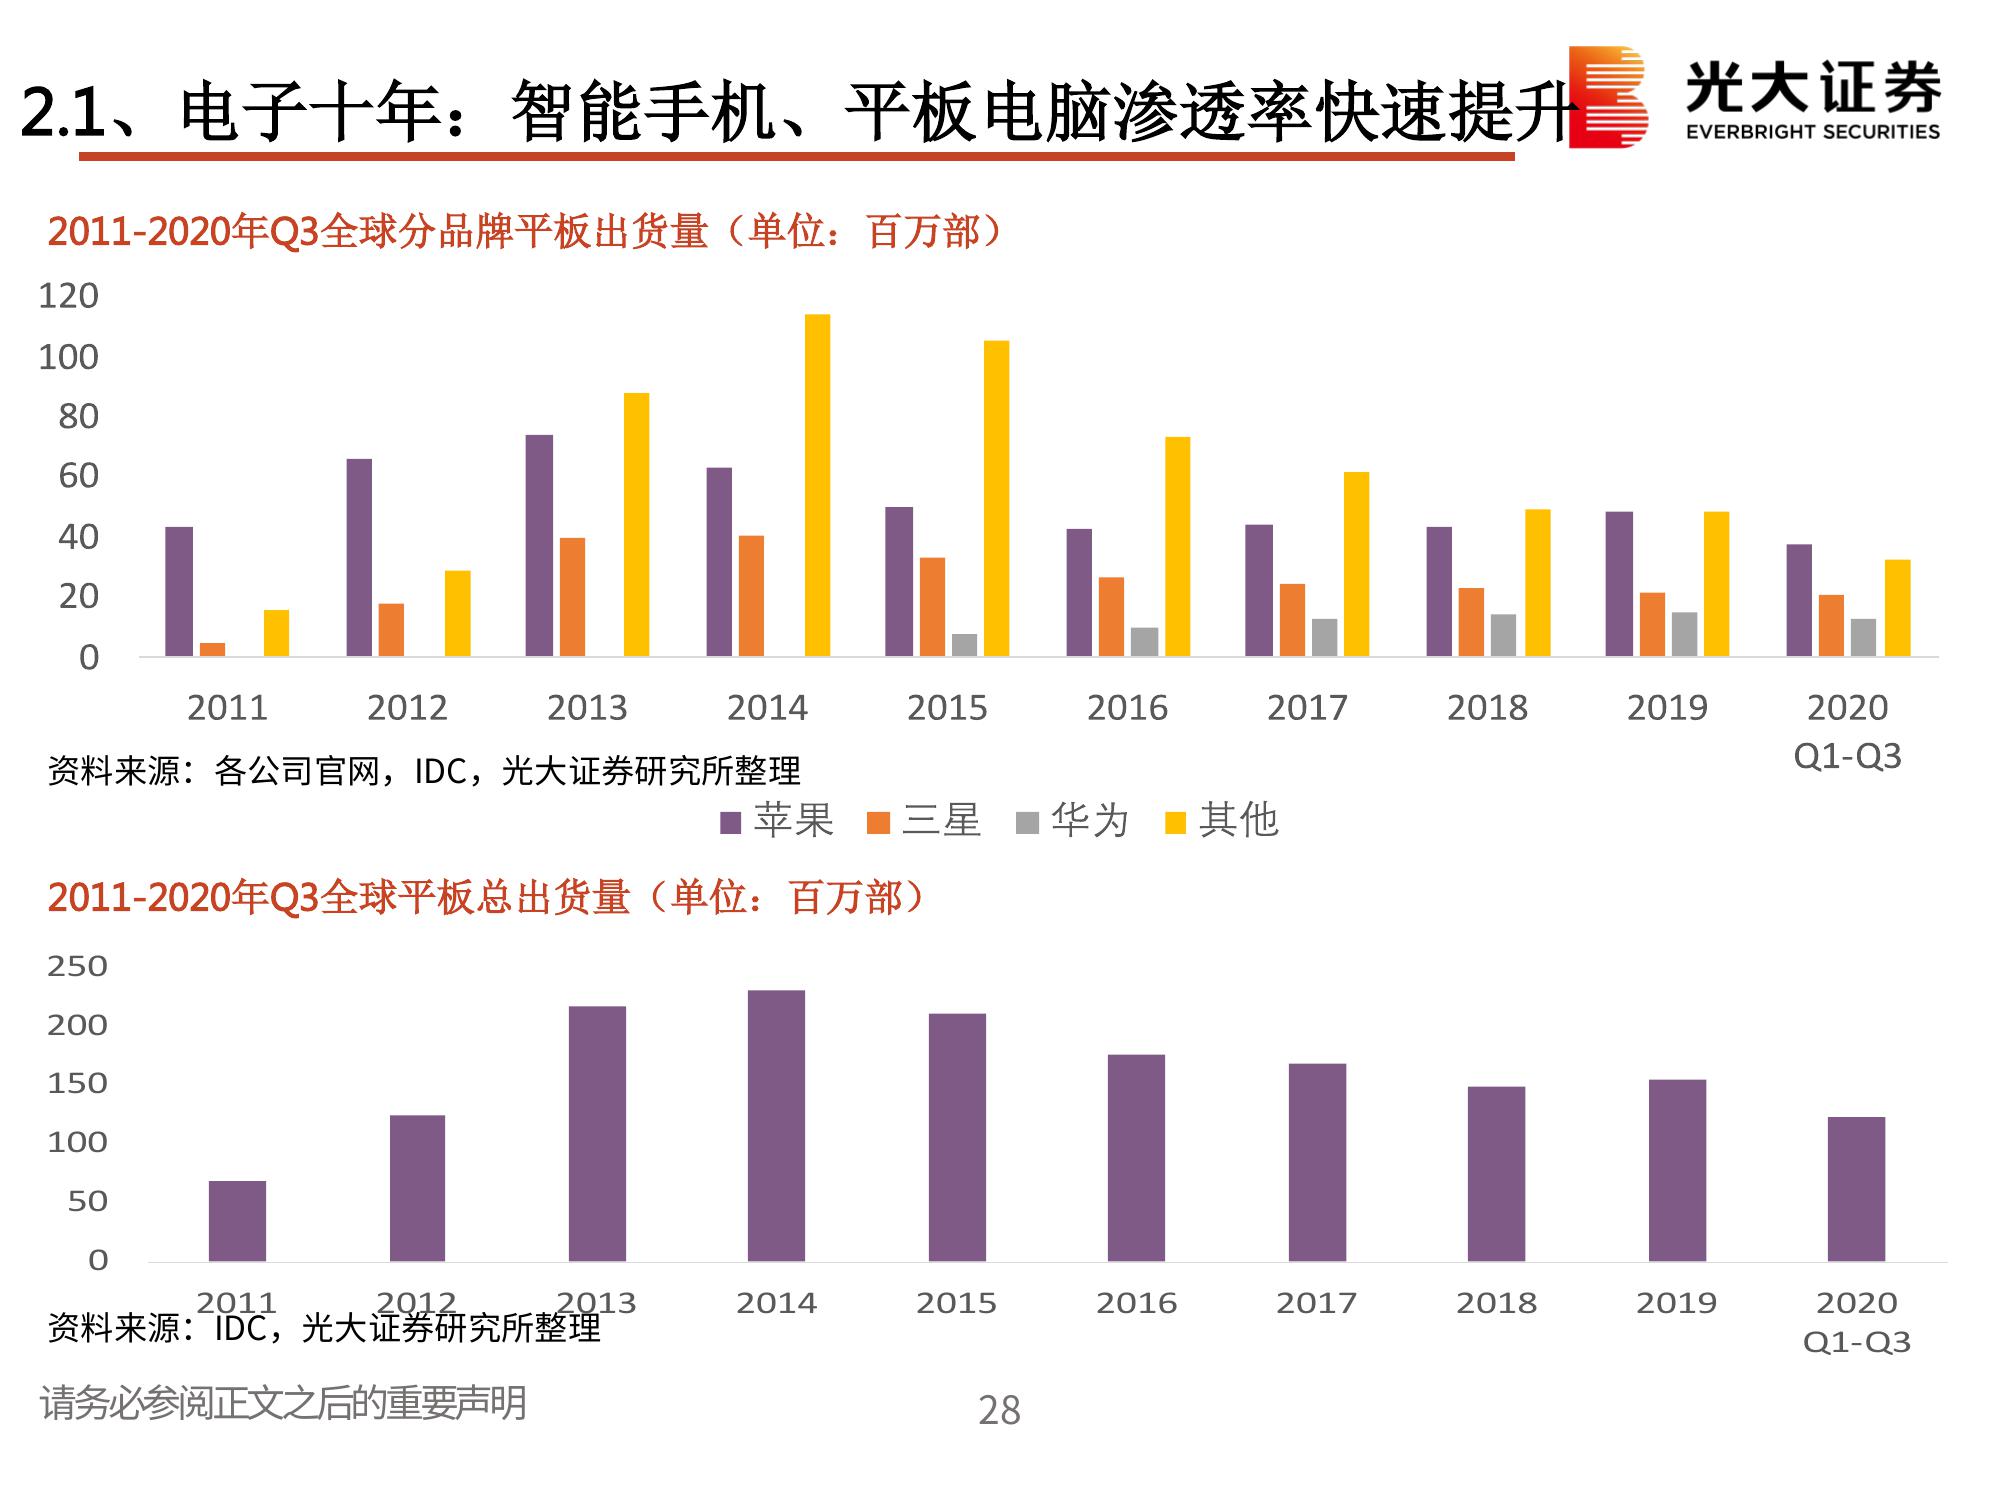 2.1、电子十年：智能手机、平板电脑渗透率快速提升
光大证券
EVERBRIGHT SECURITIES
2011-2020年Q3全球分品牌平板出货量（单位：百万部）
120
100
80
60
40
20
0
2011 2012 2013 2014 2015 2016 2017 2018 2019 2020
Q1-Q3
资料来源：各公司官网，IDC，光大证券研究所整理
苹果 三星 华为 其他
2011-2020年Q3全球平板总出货量（单位：百万部）
250
200
150
100
50
0
2011 2012 2013 2014 2015 2016 2017 2018 2019 2020
Q1-Q3
资料来源：IDC，光大证券研究所整理
请务必参阅正文之后的重要声明
28